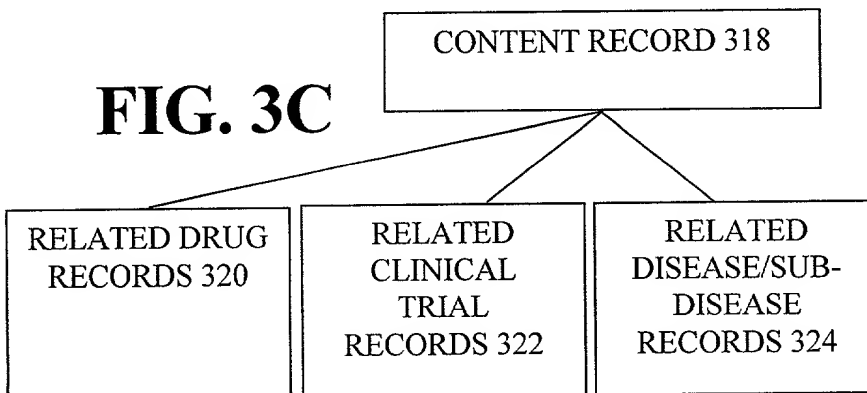 CONTENT RECORD 318
FIG. 3C
RELATED DRUG
RECORDS 320
RELATED
CLINICAL
TRIAL
RECORDS 322
RELATED
DISEASE/SUB-
DISEASE
RECORDS 324